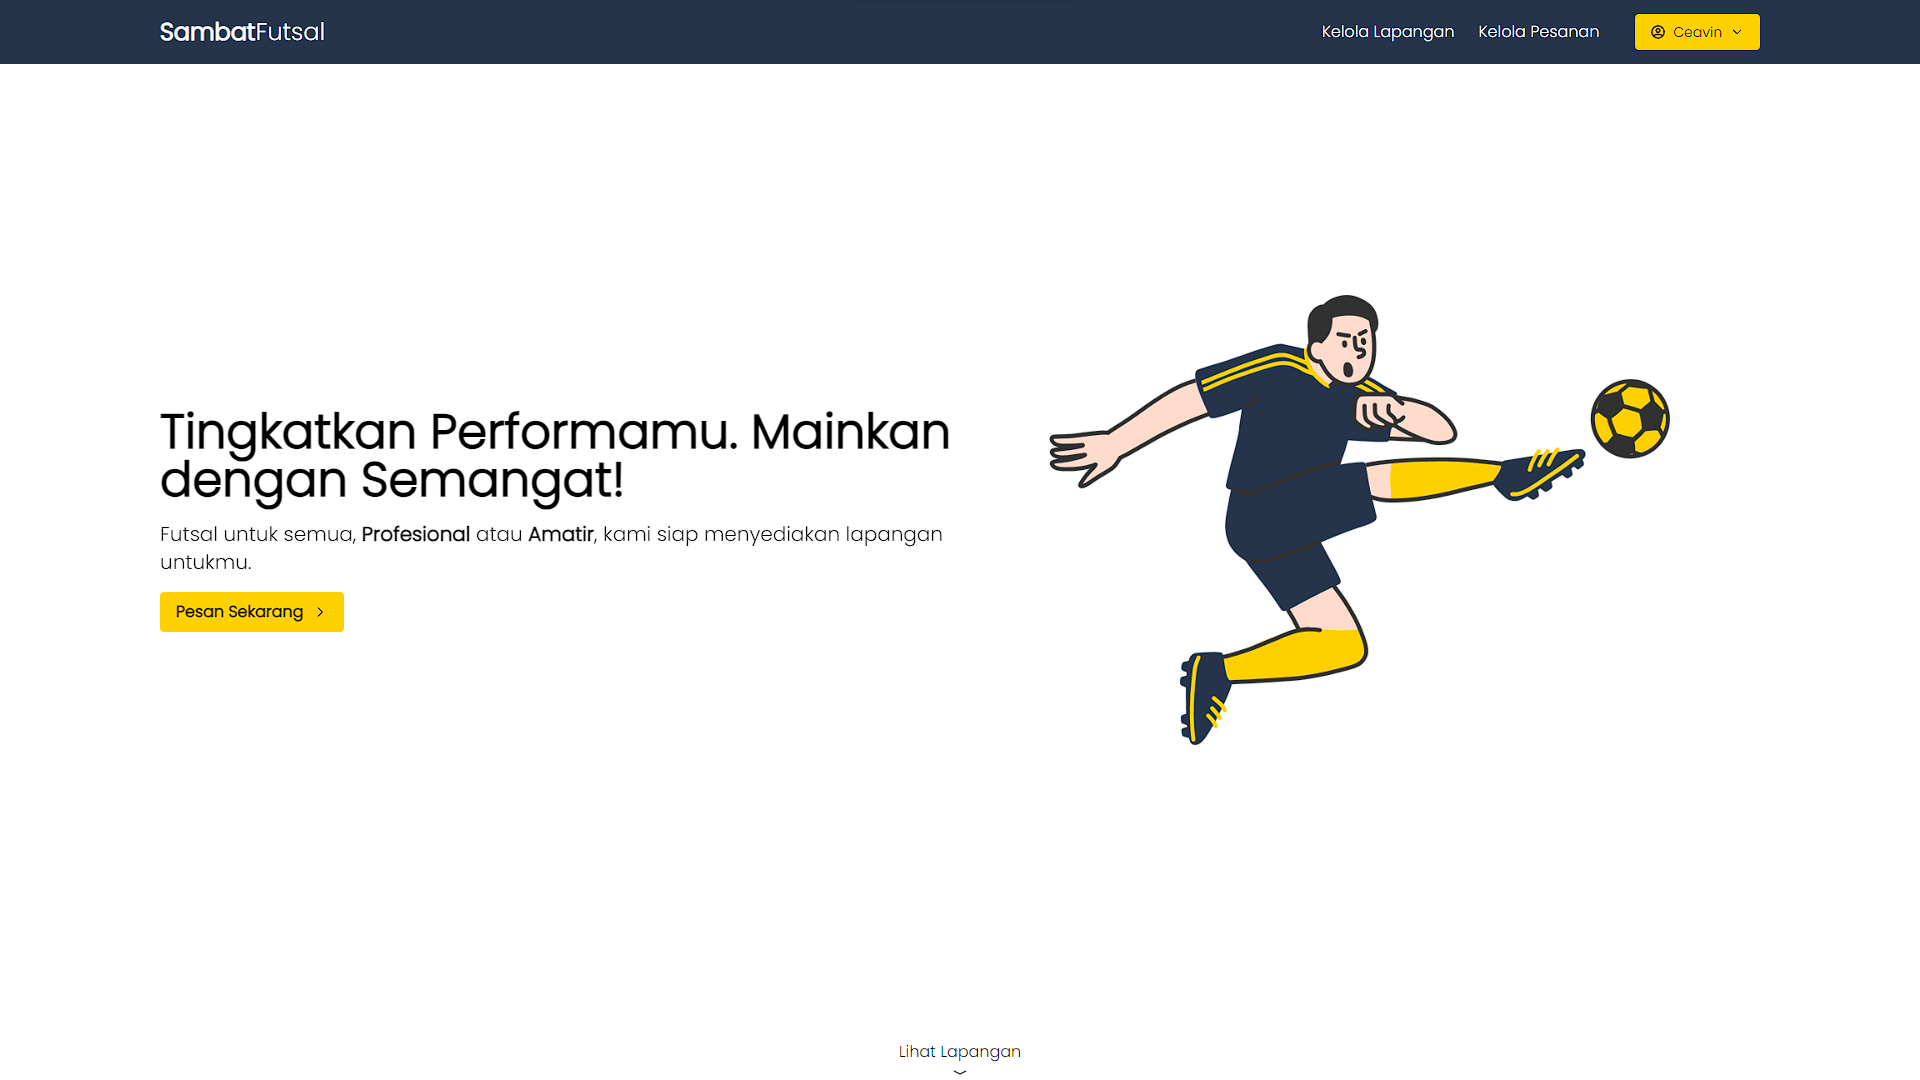 SambatFutsal
Kelola Lapangan
Kelola Pesanan
Ceavin
Tingkatkan Performamu. Mainkan
dengan Semangat!
Futsal untuk semua, Profesional atau Amatir, kami siap menyediakan lapangan
untukmu.
Pesan Sekarang
Lihat Lapangan